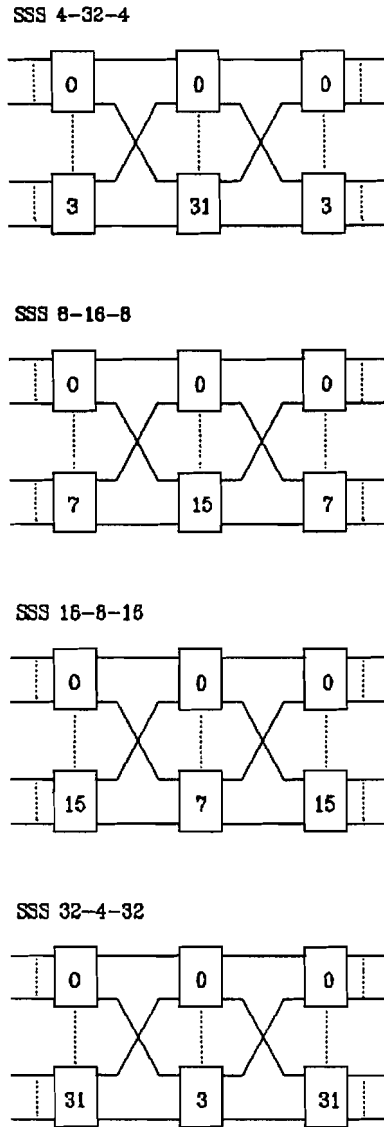 SSS 4-32-4
0 0 0
3 31 3
SSS 8-16-8
0 0 0
7 15 7
SSS 16-8-16
0 0 0
15 7 15
SSS 32-4-32
0 0 0
31 3 31